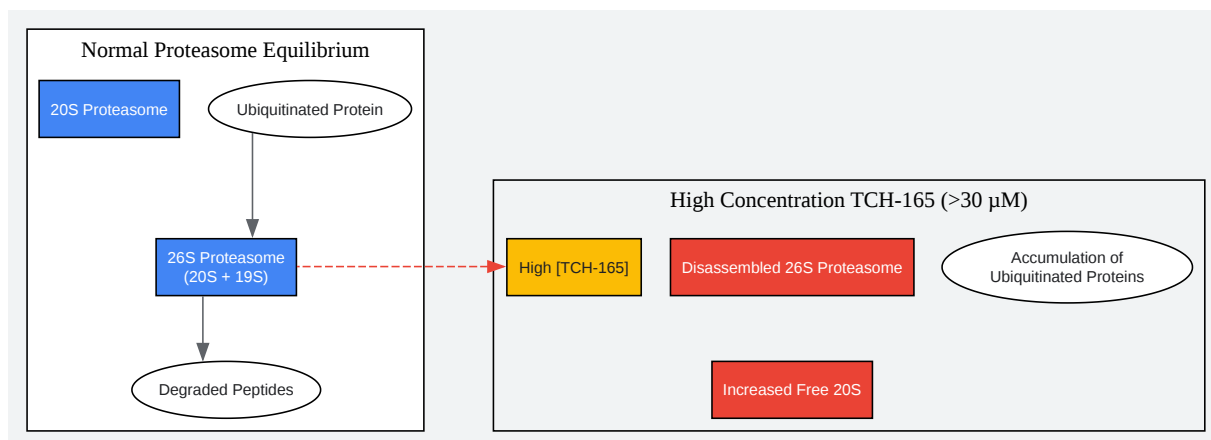 Normal Proteasome Equilibrium
20S Proteasome
Ubiquitinated Protein
26S Proteasome
(20S + 19S)
Degraded Peptides
High Concentration TCH-165 (>30 µM)
High [TCH-165]
Disassembled 26S Proteasome
Accumulation of
Ubiquitinated Proteins
Increased Free 20S